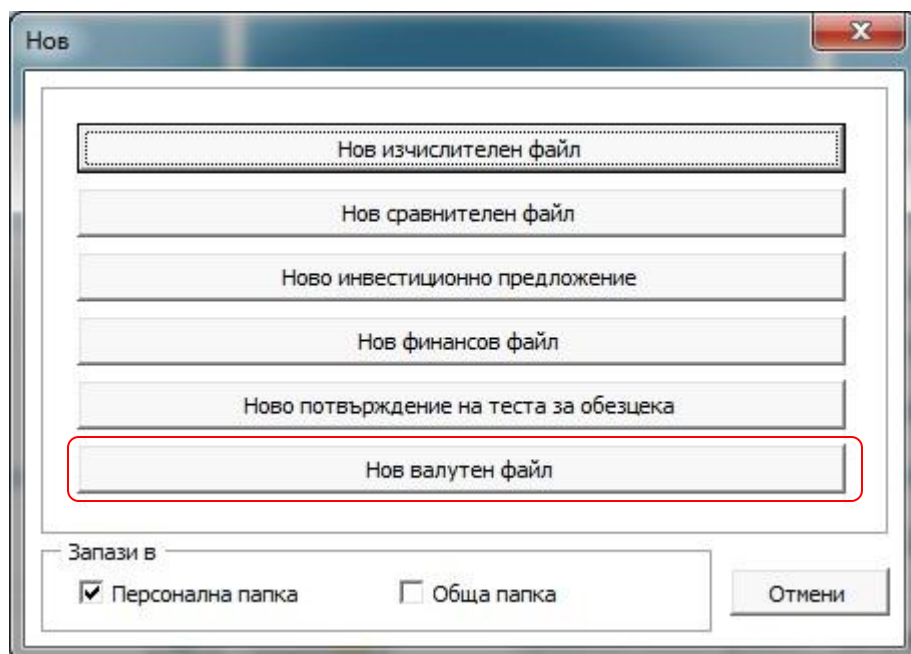 Нов
Нов изчислителен файл
Нов сравнителен файл
Ново инвестиционно предложение
Нов финансов файл
Ново потвърждение на теста за обезцека
Нов валутен файл
Запази в
Персонална папка
Обща папка
Отмени